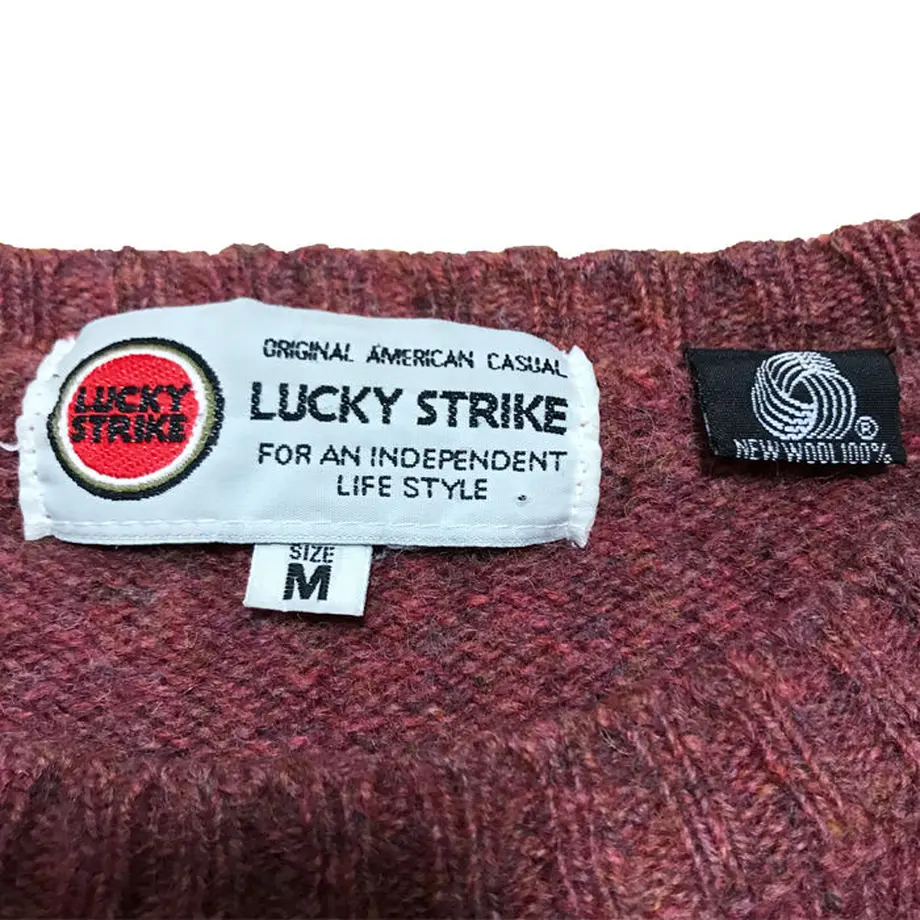 LUCKY
STRIKE
ORIGINAL AMERICAN CASUAL
LUCKY STRIKE
FOR AN INDEPENDENT
LIFE STYLE
SIZE
M
®
NEW WOOL 100%